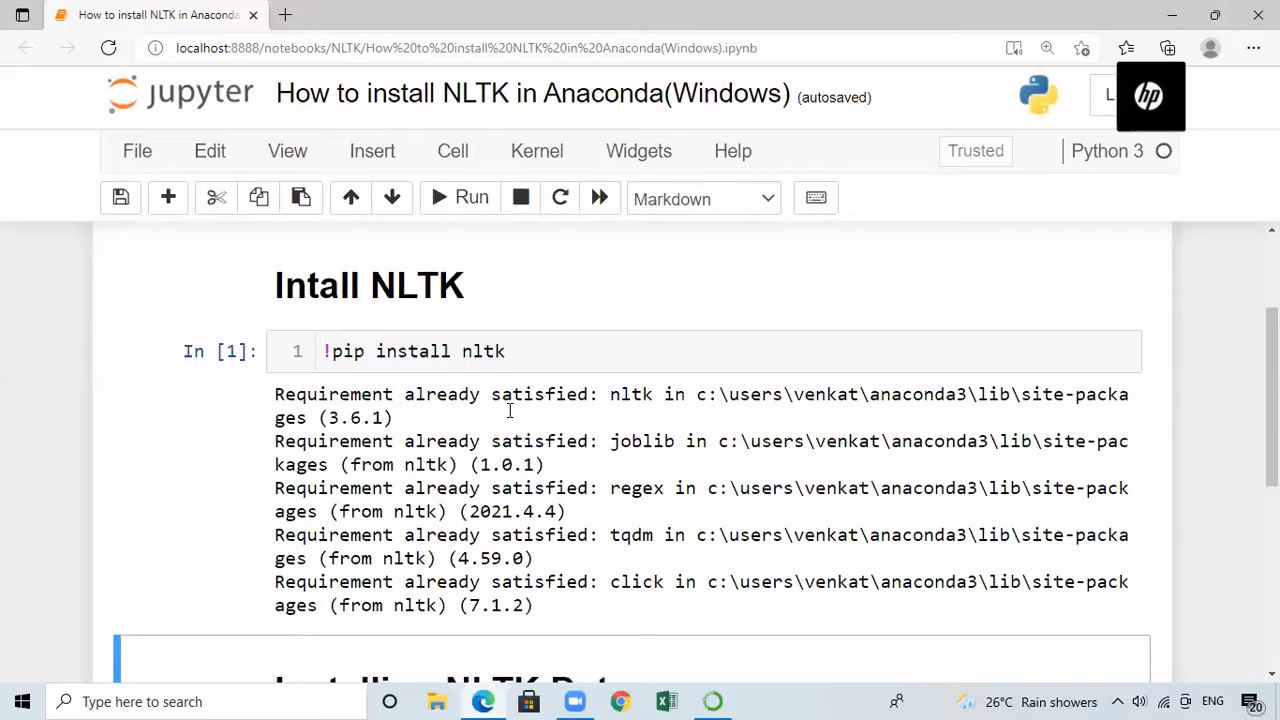 How to install NLTK in Anaconda
localhost:8888/notebooks/NLTK/How%20to%20install%20NLTK%20in%20Anaconda(Windows).ipynb
jupyter How to install NLTK in Anaconda(Windows) (autosaved) L
hp
File Edit View Insert Cell Kernel Widgets Help Trusted Python 3
Run Markdown
Intall NLTK
In [1]: 1 !pip install nltk
Requirement already satisfied: nltk in c:\users\venkat\anaconda3\lib\site-packa
ges (3.6.1)
Requirement already satisfied: joblib in c:\users\venkat\anaconda3\lib\site-pac
kages (from nltk) (1.0.1)
Requirement already satisfied: regex in c:\users\venkat\anaconda3\lib\site-pack
ages (from nltk) (2021.4.4)
Requirement already satisfied: tqdm in c:\users\venkat\anaconda3\lib\site-packa
ges (from nltk) (4.59.0)
Requirement already satisfied: click in c:\users\venkat\anaconda3\lib\site-pack
ages (from nltk) (7.1.2)
Installing NLTK
Type here to search 26°C Rain showers ENG 20